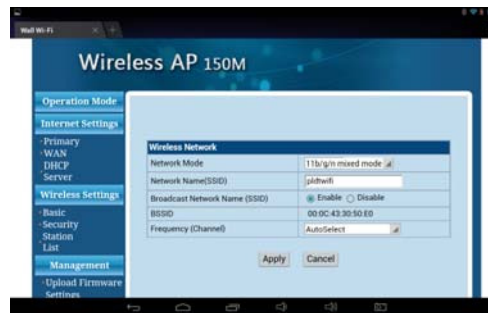 Wall Wi-Fi
Wireless AP 150M
Operation Mode
Internet Settings
Primary
WAN
DHCP
Server
Wireless Settings
Basic
Security
Station
List
Management
Upload Firmware
Settings
Wireless Network
Network Mode 11b/g/n mixed mode
Network Name(SSID) pldtwifi
Broadcast Network Name (SSID) Enable Disable
BSSID 00:0C:43:30:50:E0
Frequency (Channel) AutoSelect
Apply Cancel